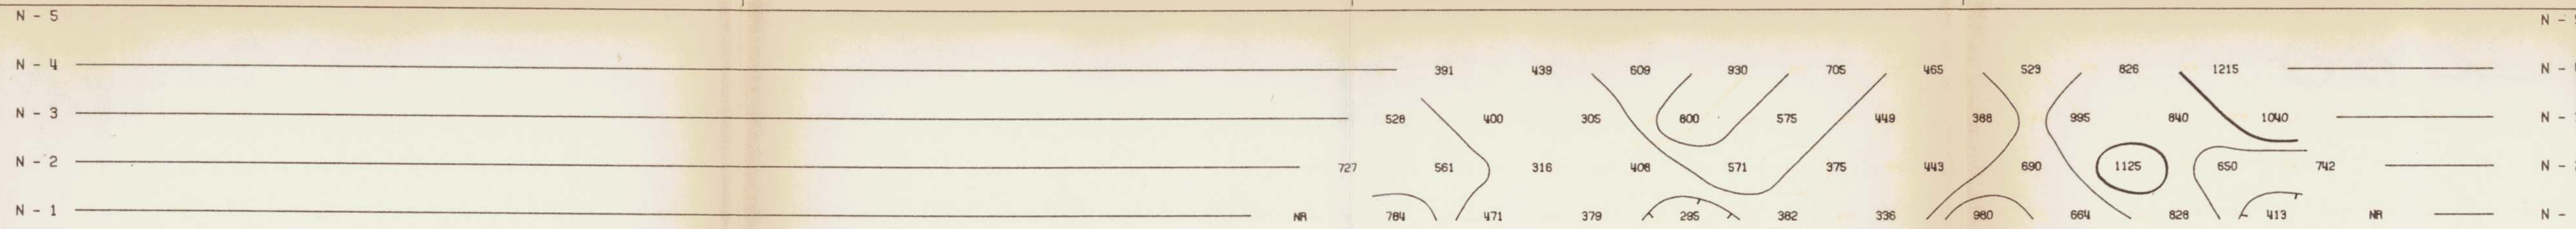 N - 5 N -
N - 4 391 439 609 930 705 465 523 826 1215 N -
N - 3 528 400 305 800 575 449 388 995 840 1040 N -
N - 2 727 561 316 408 571 375 443 690 1125 650 742 N -
N - 1 NR 784 471 379 295 382 336 980 664 828 413 NR N -